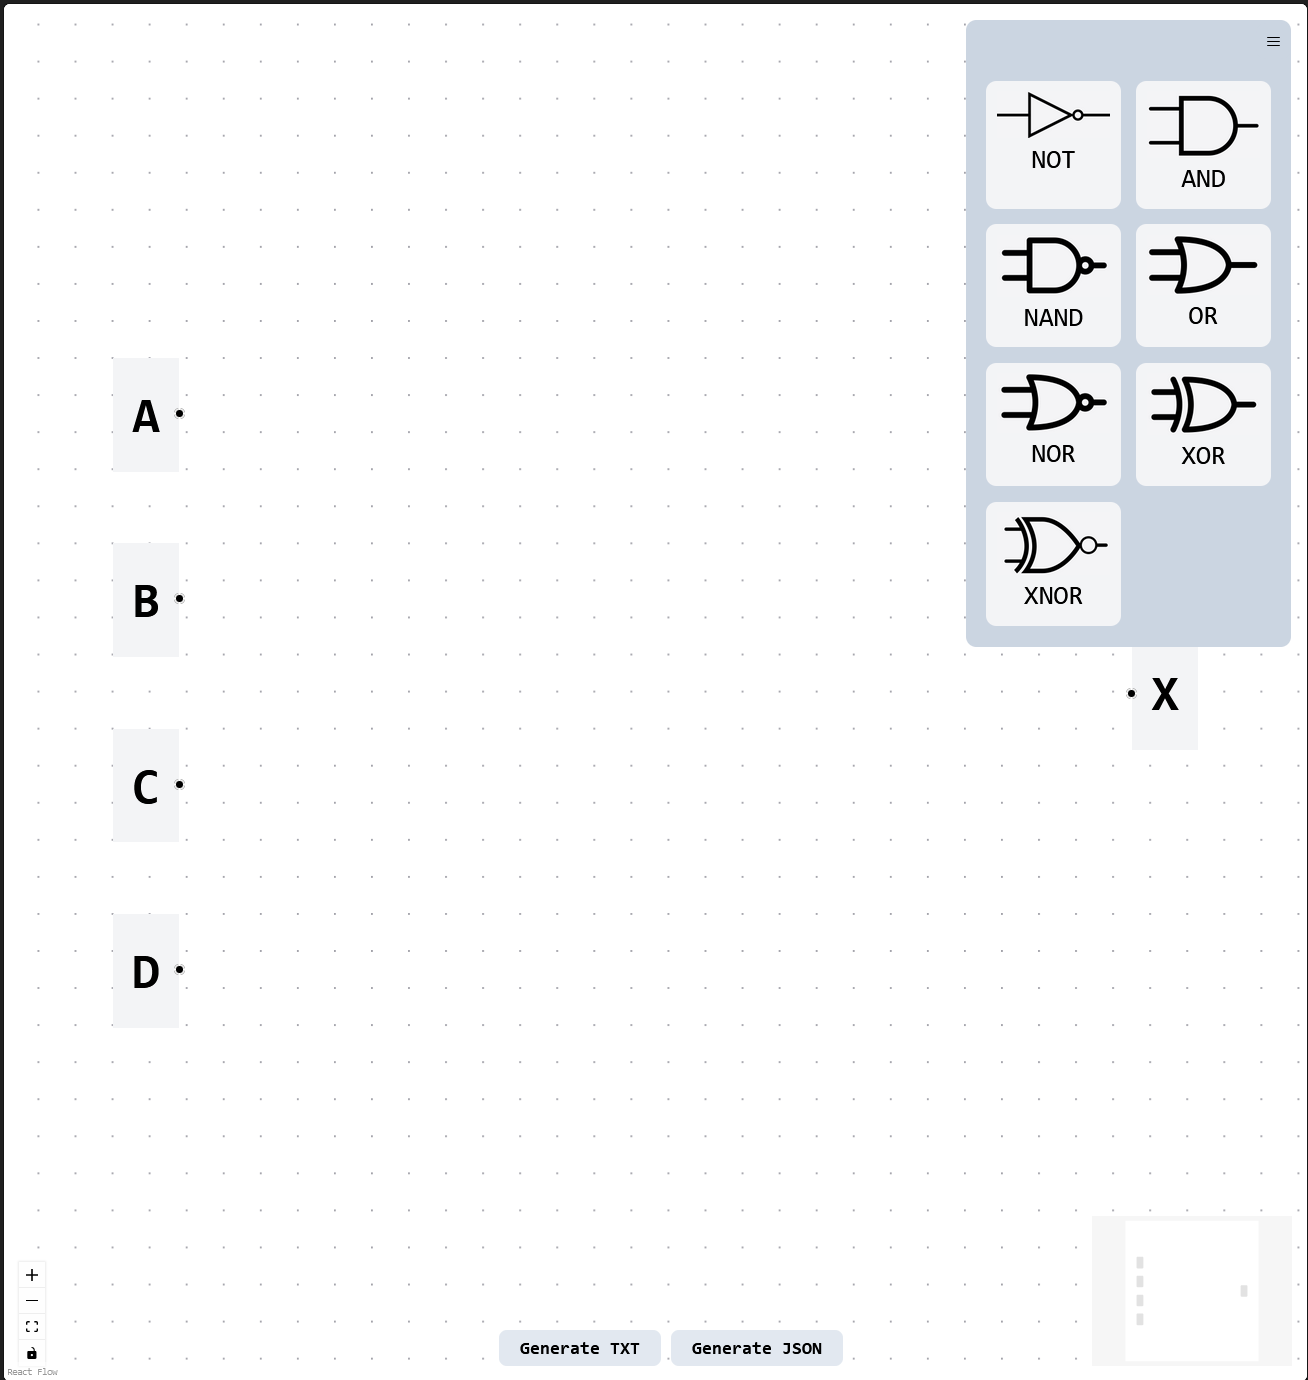 NOT
AND
NAND
OR
NOR
XOR
XNOR
A
B
C
D
X
Generate TXT
Generate JSON
React Flow